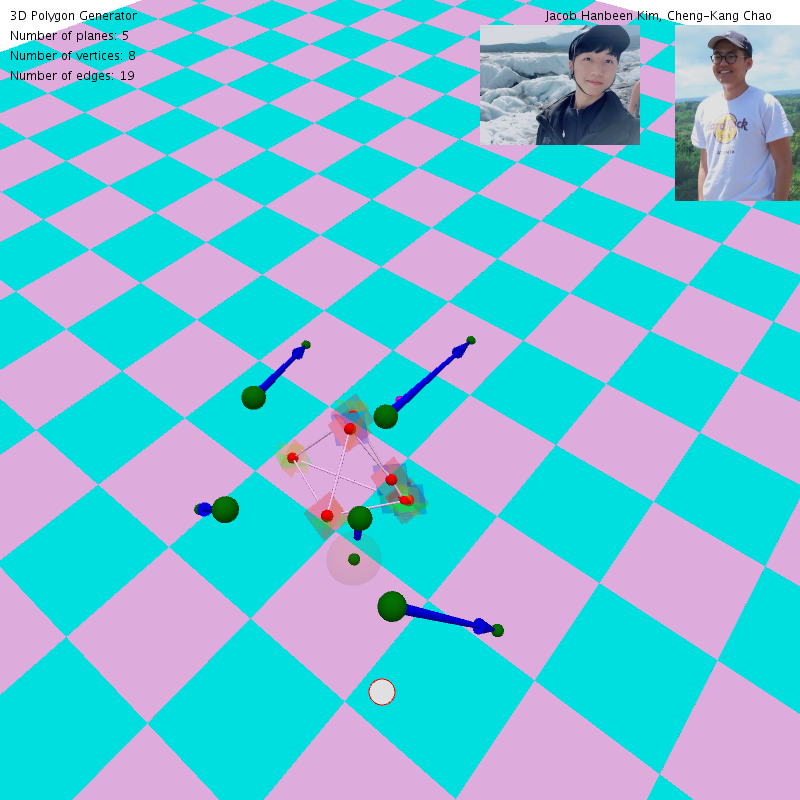 3D Polygon Generator
Jacob Hanbeen Kim, Cheng-Kang Chao
Number of planes: 5
Number of vertices: 8
Number of edges: 19